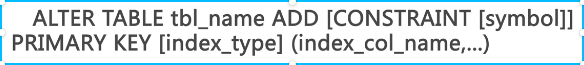 ALTER TABLE tbl_name ADD [CONSTRAINT [symbol]]
PRIMARY KEY [index_type] (index_col_name,...)